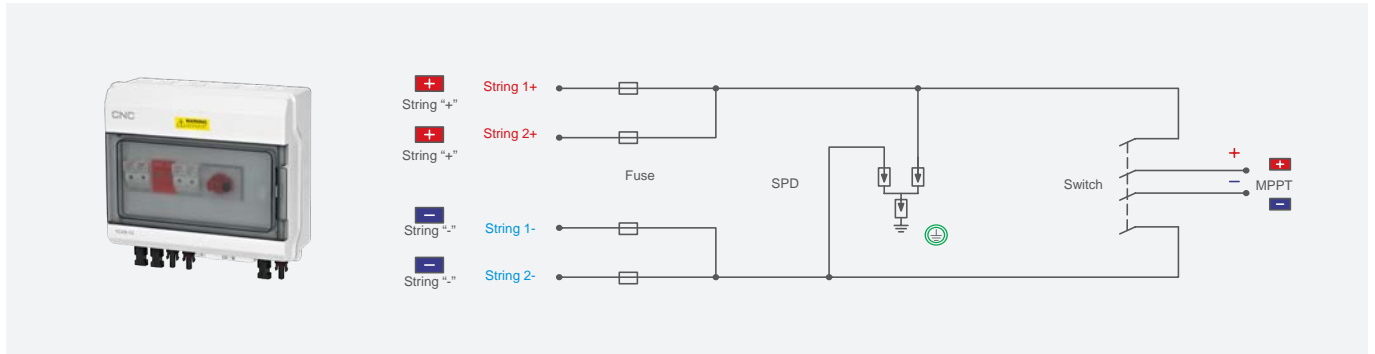 CNC
WARNING
String "+"
String 1+
String "+"
String 2+
Fuse
SPD
Switch
+
−
MPPT
String "-"
String 1-
String "-"
String 2-